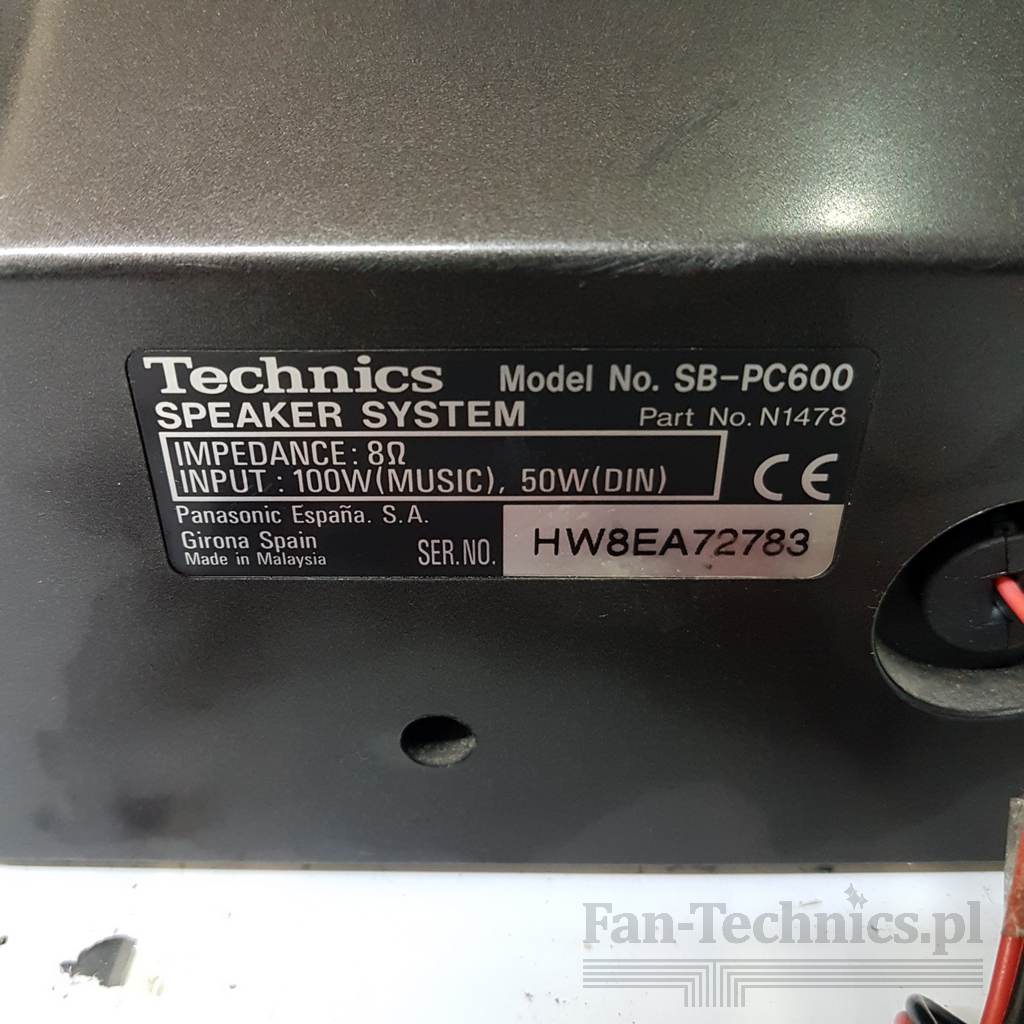 Technics Model No. SB-PC600
SPEAKER SYSTEM Part No. N1478
IMPEDANCE : 8Ω
INPUT : 100W(MUSIC), 50W(DIN)
CE
Panasonic España. S.A.
Girona Spain
Made in Malaysia
SER.NO. HW8EA72783
Fan-Technics.pl